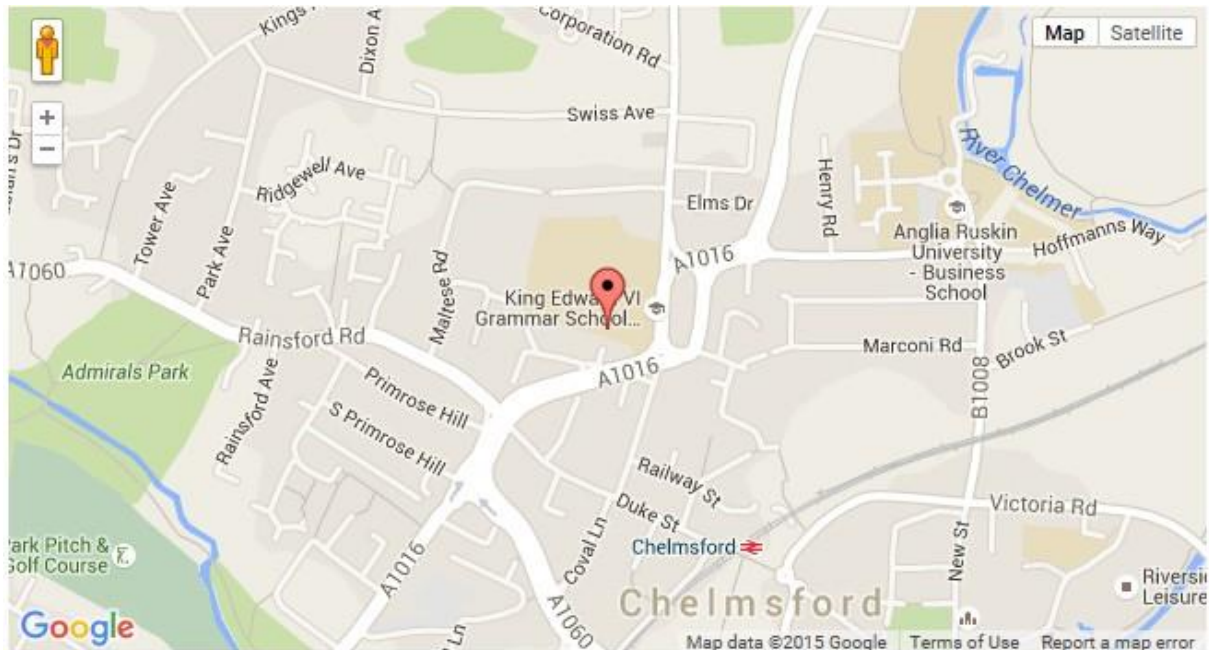 Corporation Rd
Kings
Dixon A
Map
Satellite
+
−
Swiss Ave
River Chelmer
Ridgewell Ave
Henry Rd
Tower Ave
Elms Dr
Park Ave
Anglia Ruskin
University
- Business
School
Hoffmanns Way
A1060
Maltese Rd
A1016
King Edward VI
Grammar School...
Rainsford Rd
Marconi Rd
Brook St
Admirals Park
A1016
B1008
Primrose Hill
Rainsford Ave
S Primrose Hill
Railway St
Duke St
Victoria Rd
Coval Ln
Chelmsford
New St
Park Pitch &
Golf Course
A1016
Riversi
Leisure
Chelmsford
A1060
Google
Ln
Map data ©2015 Google
Terms of Use
Report a map error